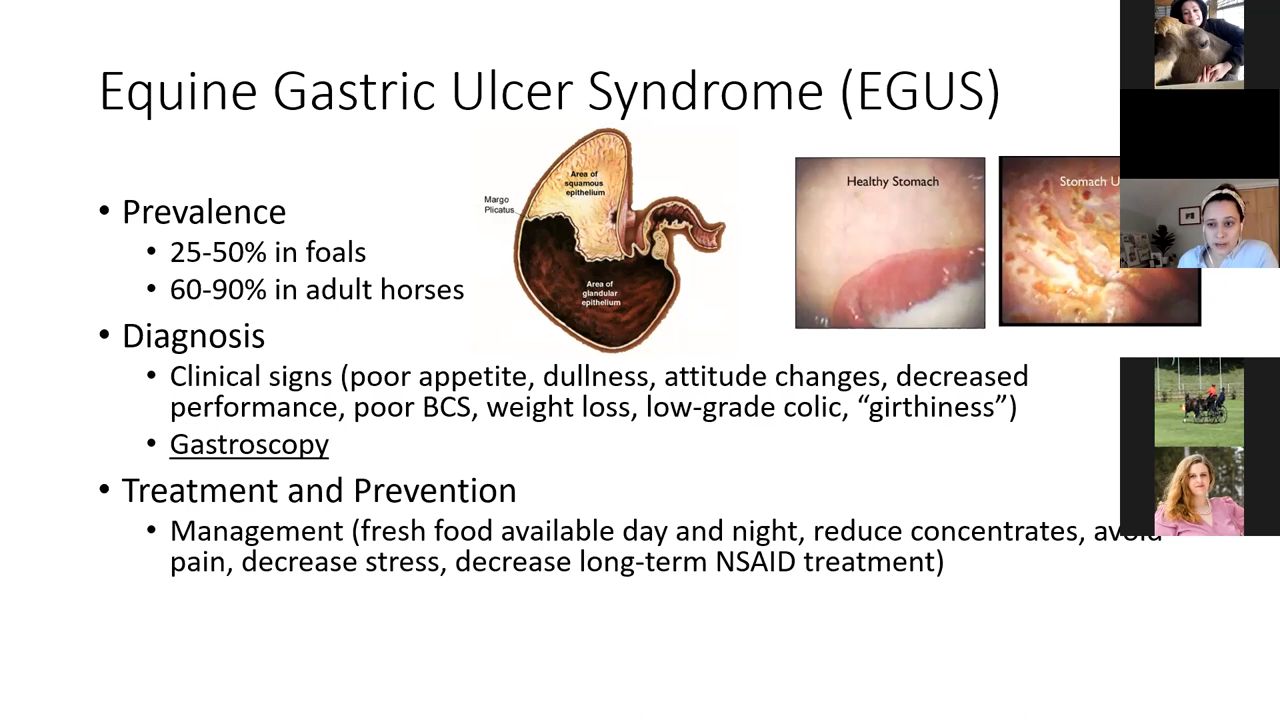 Equine Gastric Ulcer Syndrome (EGUS)
Area of
squamous
epithelium
Margo
Plicatus
Area of
glandular
epithelium
Healthy Stomach
Stomach U
• Prevalence
• 25-50% in foals
• 60-90% in adult horses
• Diagnosis
• Clinical signs (poor appetite, dullness, attitude changes, decreased
performance, poor BCS, weight loss, low-grade colic, “girthiness”)
• Gastroscopy
• Treatment and Prevention
• Management (fresh food available day and night, reduce concentrates, avoid
pain, decrease stress, decrease long-term NSAID treatment)